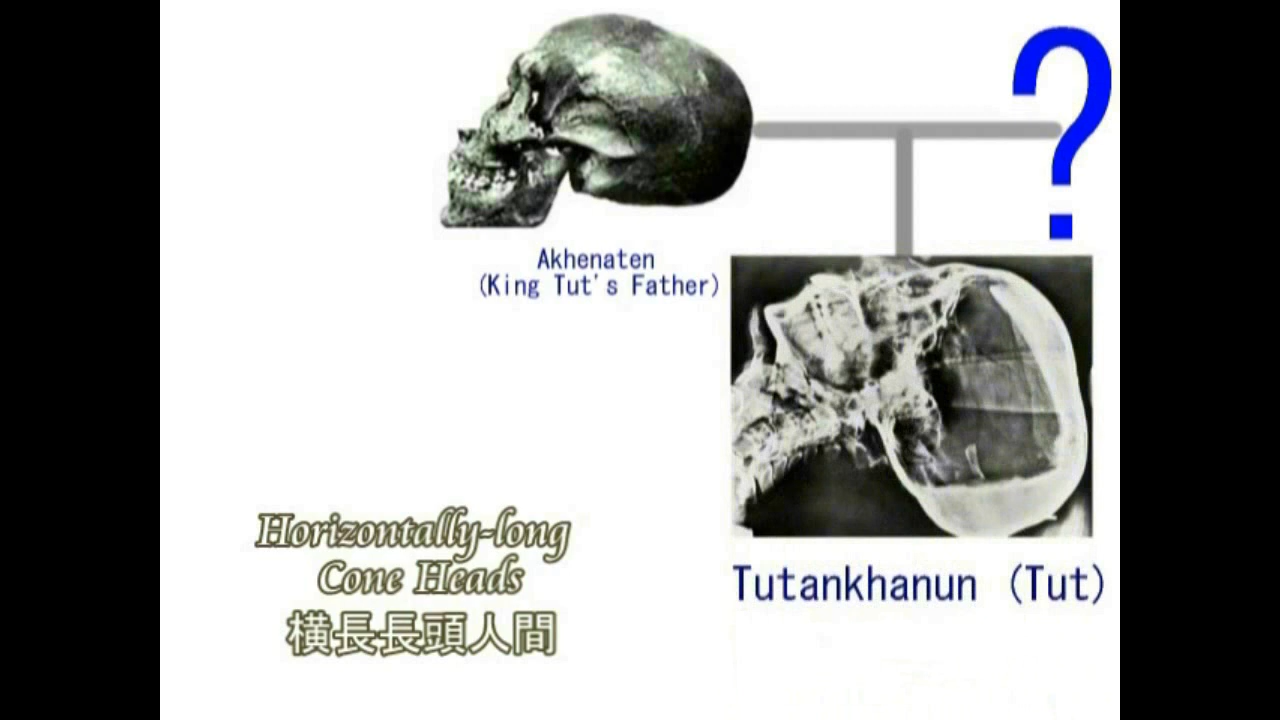 ?
Akhenaten
(King Tut's Father)
Tutankhanun (Tut)
Horizontally-long
Cone Heads
横長長頭人間